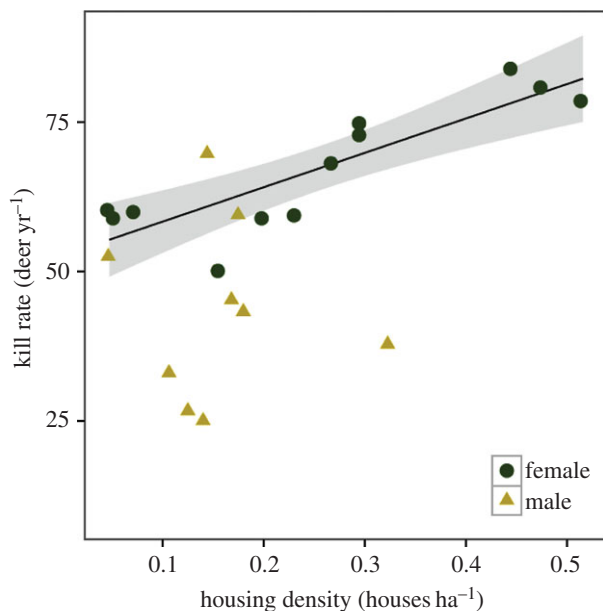 75
50
25
kill rate (deer yr⁻¹)
female
male
0.1 0.2 0.3 0.4 0.5
housing density (houses ha⁻¹)